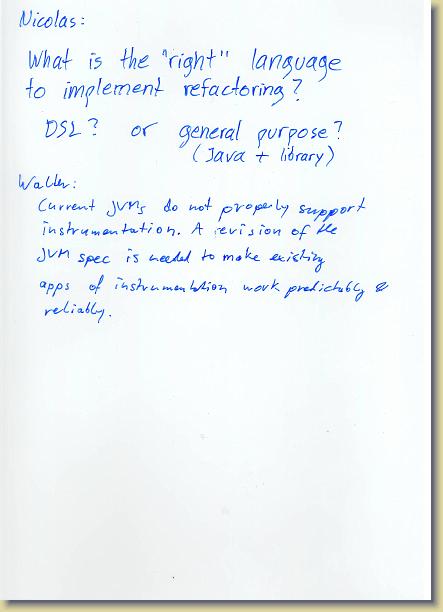 Nicolas:
What is the "right" language
to implement refactoring?
DSL? or general purpose?
(Java + library)
Walter:
Current JVMs do not properly support
instrumentation. A revision of the
JVM spec is needed to make existing
apps of instrumentation work predictably &
reliably.